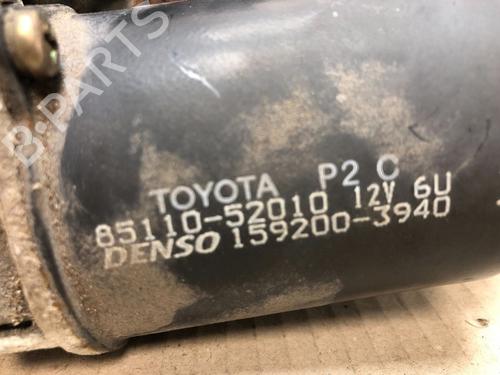 B-PARTS
TOYOTA P2 C
85110-52010 12V 6U
DENSO 159200-3940